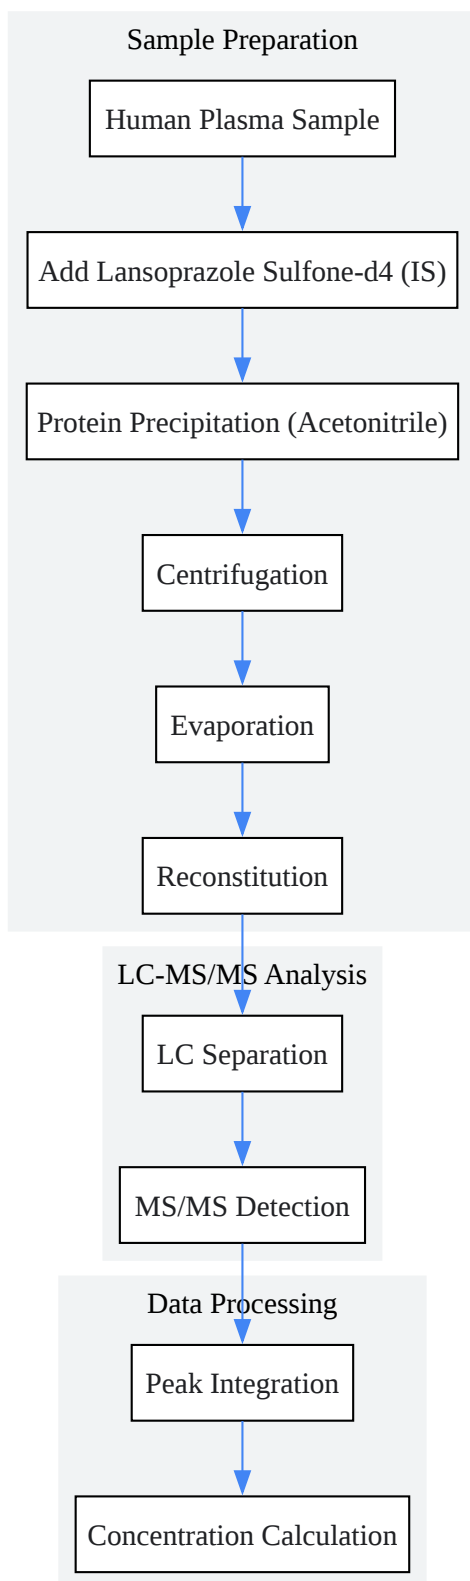 Sample Preparation
Human Plasma Sample
Add Lansoprazole Sulfone-d4 (IS)
Protein Precipitation (Acetonitrile)
Centrifugation
Evaporation
Reconstitution
LC-MS/MS Analysis
LC Separation
MS/MS Detection
Data Processing
Peak Integration
Concentration Calculation